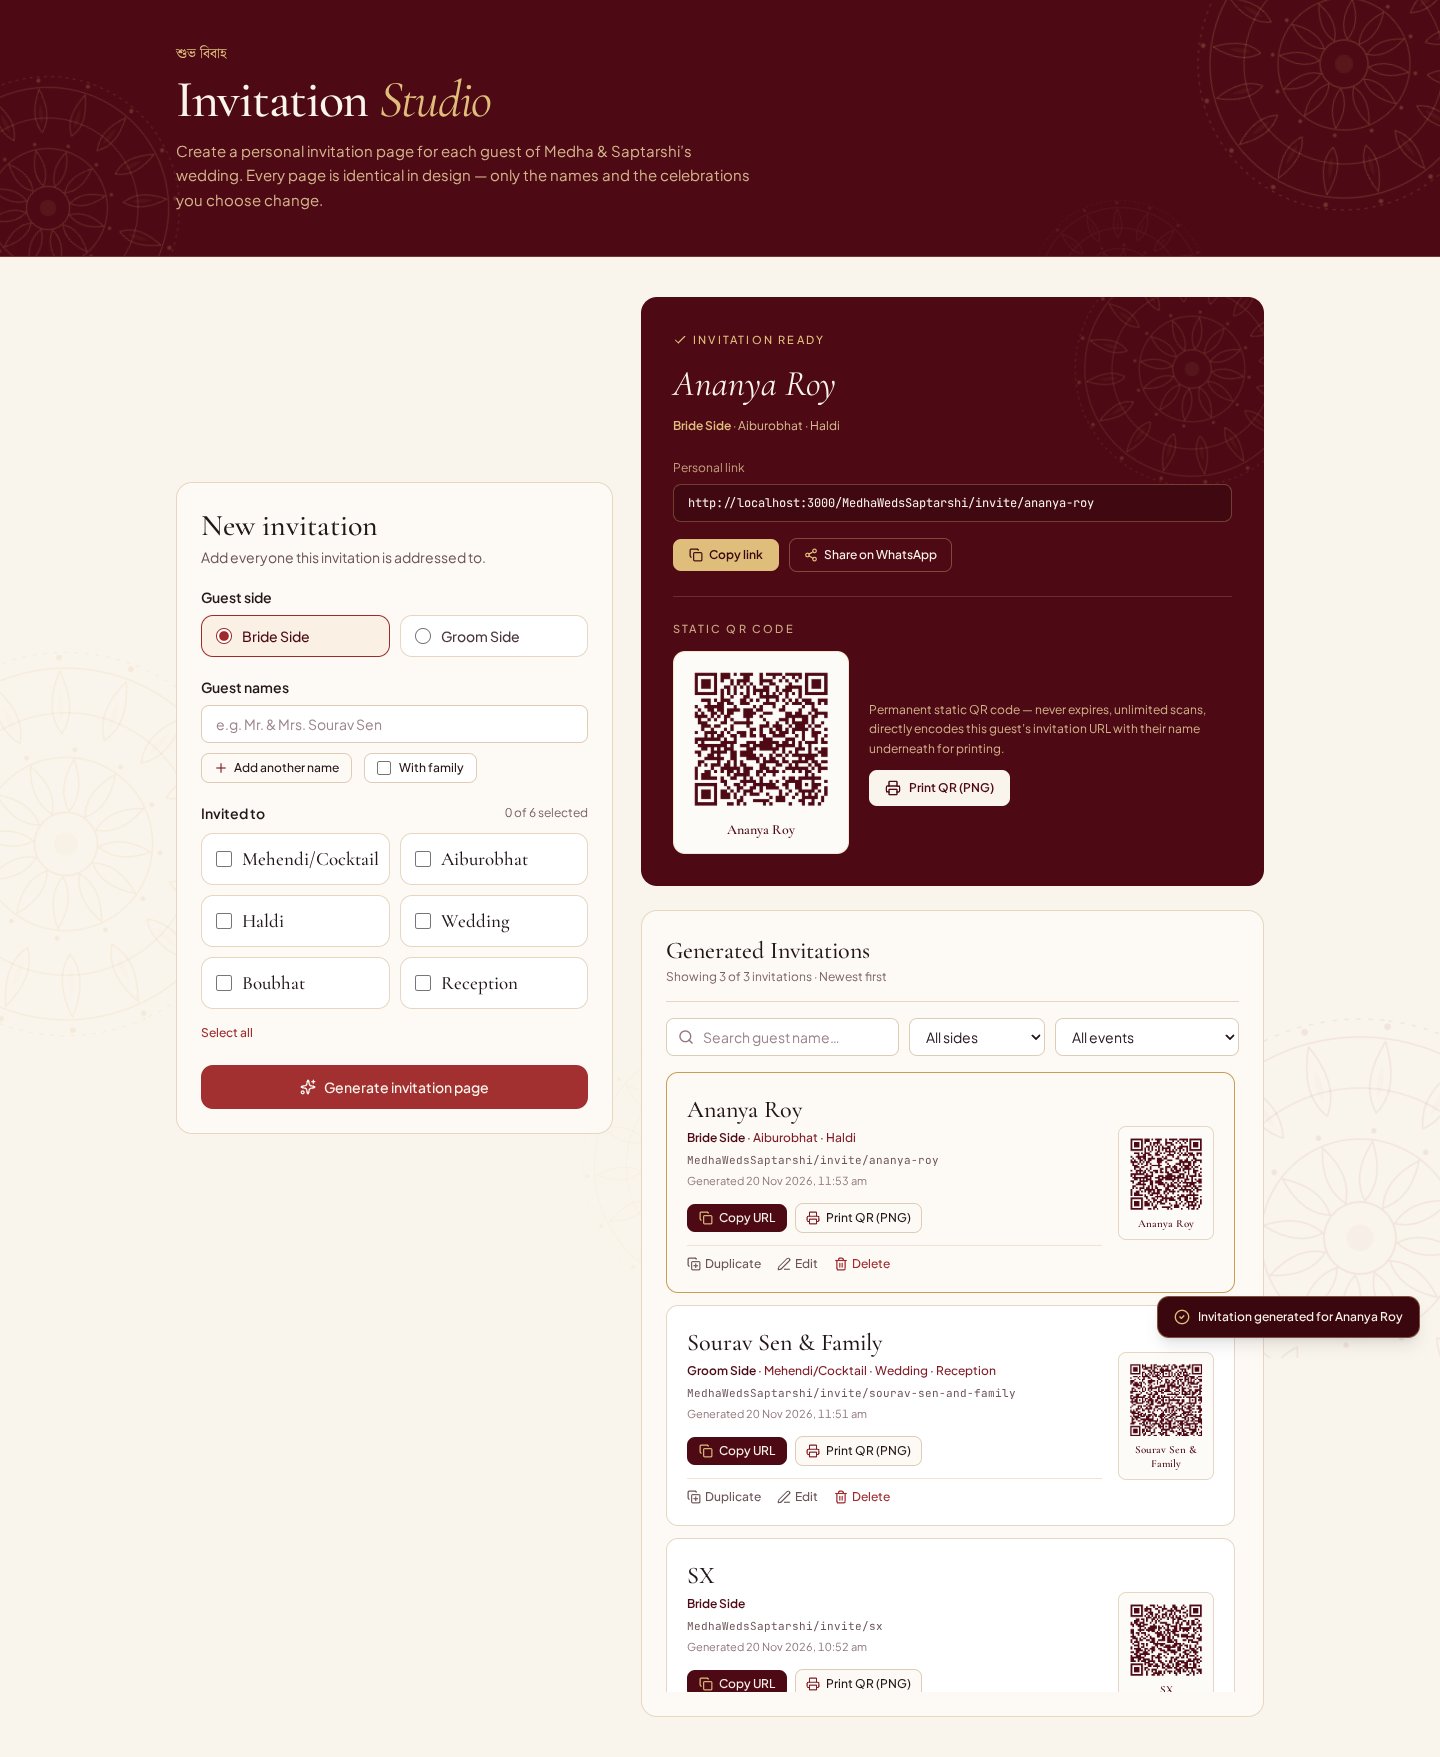 শুভ বিবাহ
Invitation Studio
Create a personal invitation page for each guest of Medha & Saptarshi's
wedding. Every page is identical in design — only the names and the celebrations
you choose change.
New invitation
Add everyone this invitation is addressed to.
Guest side
Bride Side
Groom Side
Guest names
e.g. Mr. & Mrs. Sourav Sen
Add another name
With family
Invited to
0 of 6 selected
Mehendi/Cocktail
Aiburobhat
Haldi
Wedding
Boubhat
Reception
Select all
Generate invitation page
INVITATION READY
Ananya Roy
Bride Side · Aiburobhat · Haldi
Personal link
http://localhost:3000/MedhaWedsSaptarshi/invite/ananya-roy
Copy link
Share on WhatsApp
STATIC QR CODE
Ananya Roy
Permanent static QR code — never expires, unlimited scans,
directly encodes this guest's invitation URL with their name
underneath for printing.
Print QR (PNG)
Generated Invitations
Showing 3 of 3 invitations · Newest first
Search guest name...
All sides
All events
Ananya Roy
Bride Side · Aiburobhat · Haldi
MedhaWedsSaptarshi/invite/ananya-roy
Generated 20 Nov 2026, 11:53 am
Copy URL
Print QR (PNG)
Duplicate
Edit
Delete
Ananya Roy
Invitation generated for Ananya Roy
Sourav Sen & Family
Groom Side · Mehendi/Cocktail · Wedding · Reception
MedhaWedsSaptarshi/invite/sourav-sen-and-family
Generated 20 Nov 2026, 11:51 am
Copy URL
Print QR (PNG)
Duplicate
Edit
Delete
Sourav Sen &
Family
SX
Bride Side
MedhaWedsSaptarshi/invite/sx
Generated 20 Nov 2026, 10:52 am
Copy URL
Print QR (PNG)
SX